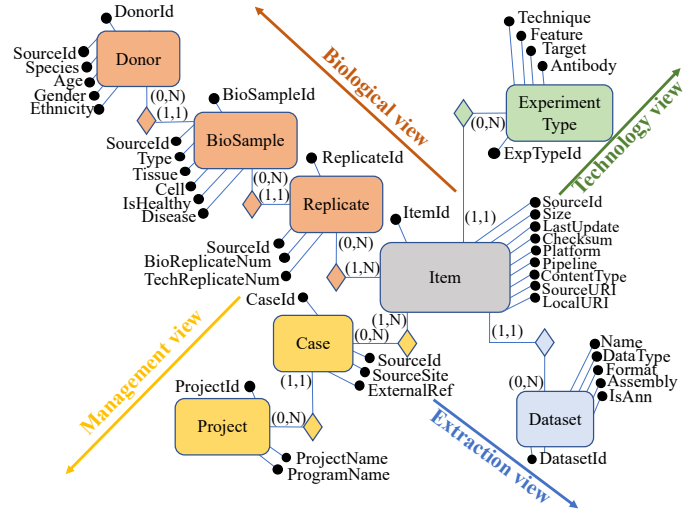 DonorId
SourceId
Species
Age
Gender
Ethnicity
Donor
(0,N)
(1,1)
BioSampleId
BioSample
SourceId
Type
Tissue
Cell
IsHealthy
Disease
(0,N)
(1,1)
ReplicateId
Replicate
SourceId
BioReplicateNum
TechReplicateNum
(0,N)
(1,N)
Biological view
Technique
Feature
Target
Antibody
Experiment
Type
(0,N)
ExpTypeId
Technology view
(1,1)
ItemId
Item
SourceId
Size
LastUpdate
Checksum
Platform
Pipeline
ContentType
SourceURI
LocalURI
Management view
CaseId
Case
(1,N)
(0,N)
SourceId
SourceSite
ExternalRef
(1,1)
ProjectId
Project
(0,N)
ProjectName
ProgramName
Extraction view
(1,1)
(0,N)
Name
DataType
Format
Assembly
IsAnn
Dataset
DatasetId